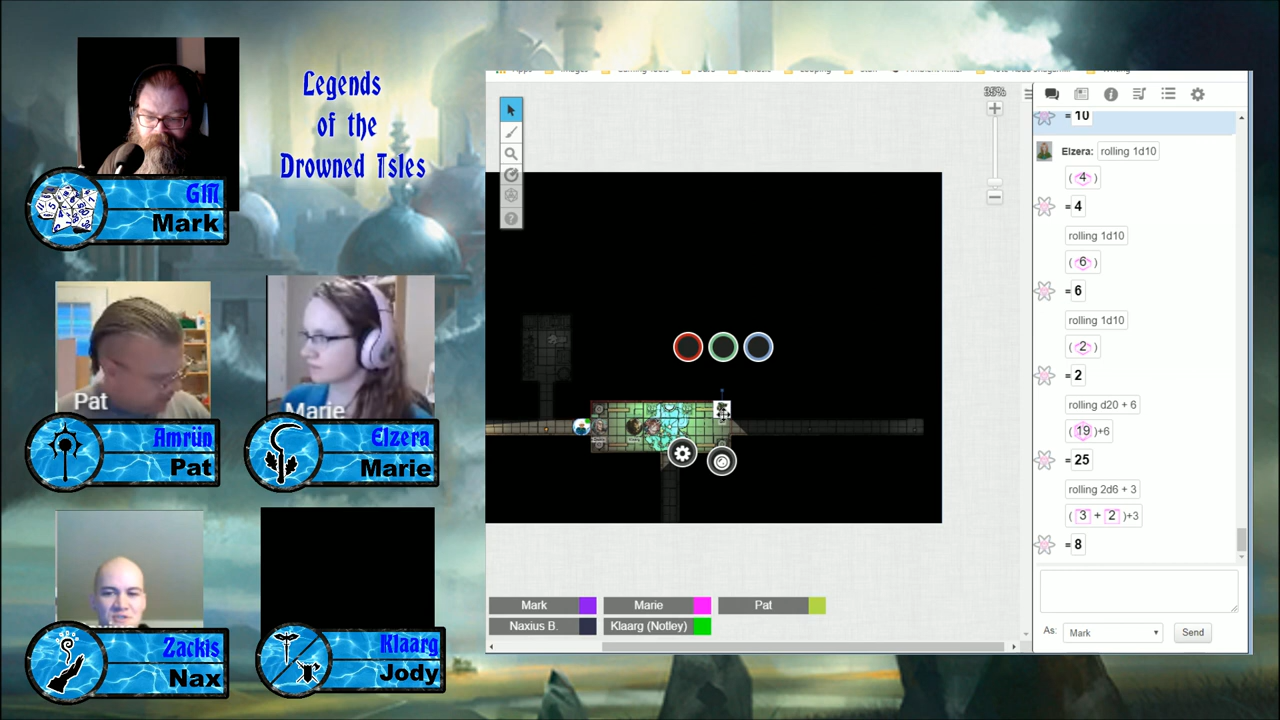 Legends
of the
Drowned Isles
GM
Mark
Pat
Amrün
Pat
Marie
Elzera
Marie
Zackis
Nax
Klaarg
Jody
35%
Mark
Marie
Pat
Naxius B.
Klaarg (Notley)
= 10
Elzera: rolling 1d10
( 4 )
= 4
rolling 1d10
( 6 )
= 6
rolling 1d10
( 2 )
= 2
rolling d20 + 6
( 19 )+6
= 25
rolling 2d6 + 3
( 3 + 2 )+3
= 8
As: Mark Send